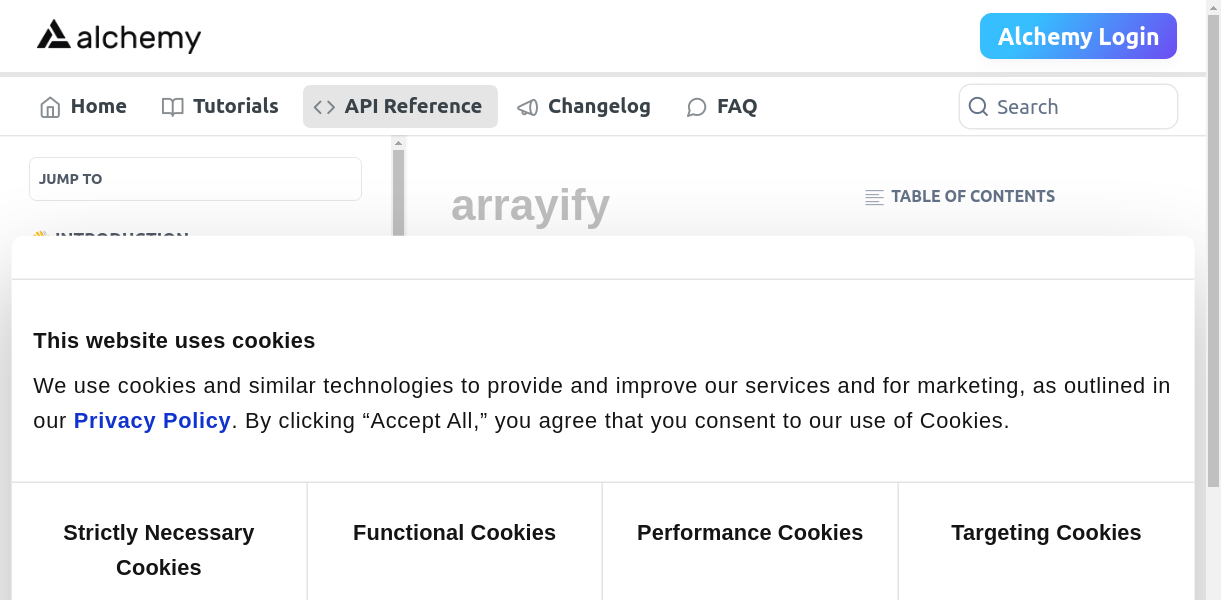 alchemy
Alchemy Login
Home
Tutorials
API Reference
Changelog
FAQ
Search
JUMP TO
arrayify
TABLE OF CONTENTS
INTRODUCTION
This website uses cookies
We use cookies and similar technologies to provide and improve our services and for marketing, as outlined in
our Privacy Policy. By clicking “Accept All,” you agree that you consent to our use of Cookies.
Strictly Necessary
Cookies
Functional Cookies
Performance Cookies
Targeting Cookies